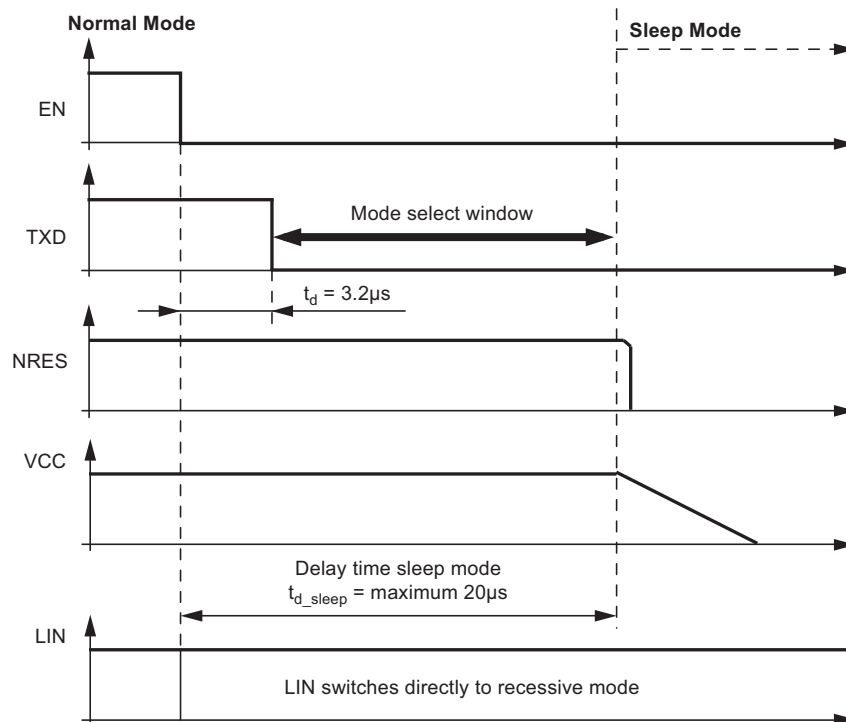 Normal Mode
Sleep Mode
EN
TXD
Mode select window
t_d = 3.2µs
NRES
VCC
Delay time sleep mode
t_d_sleep = maximum 20µs
LIN
LIN switches directly to recessive mode